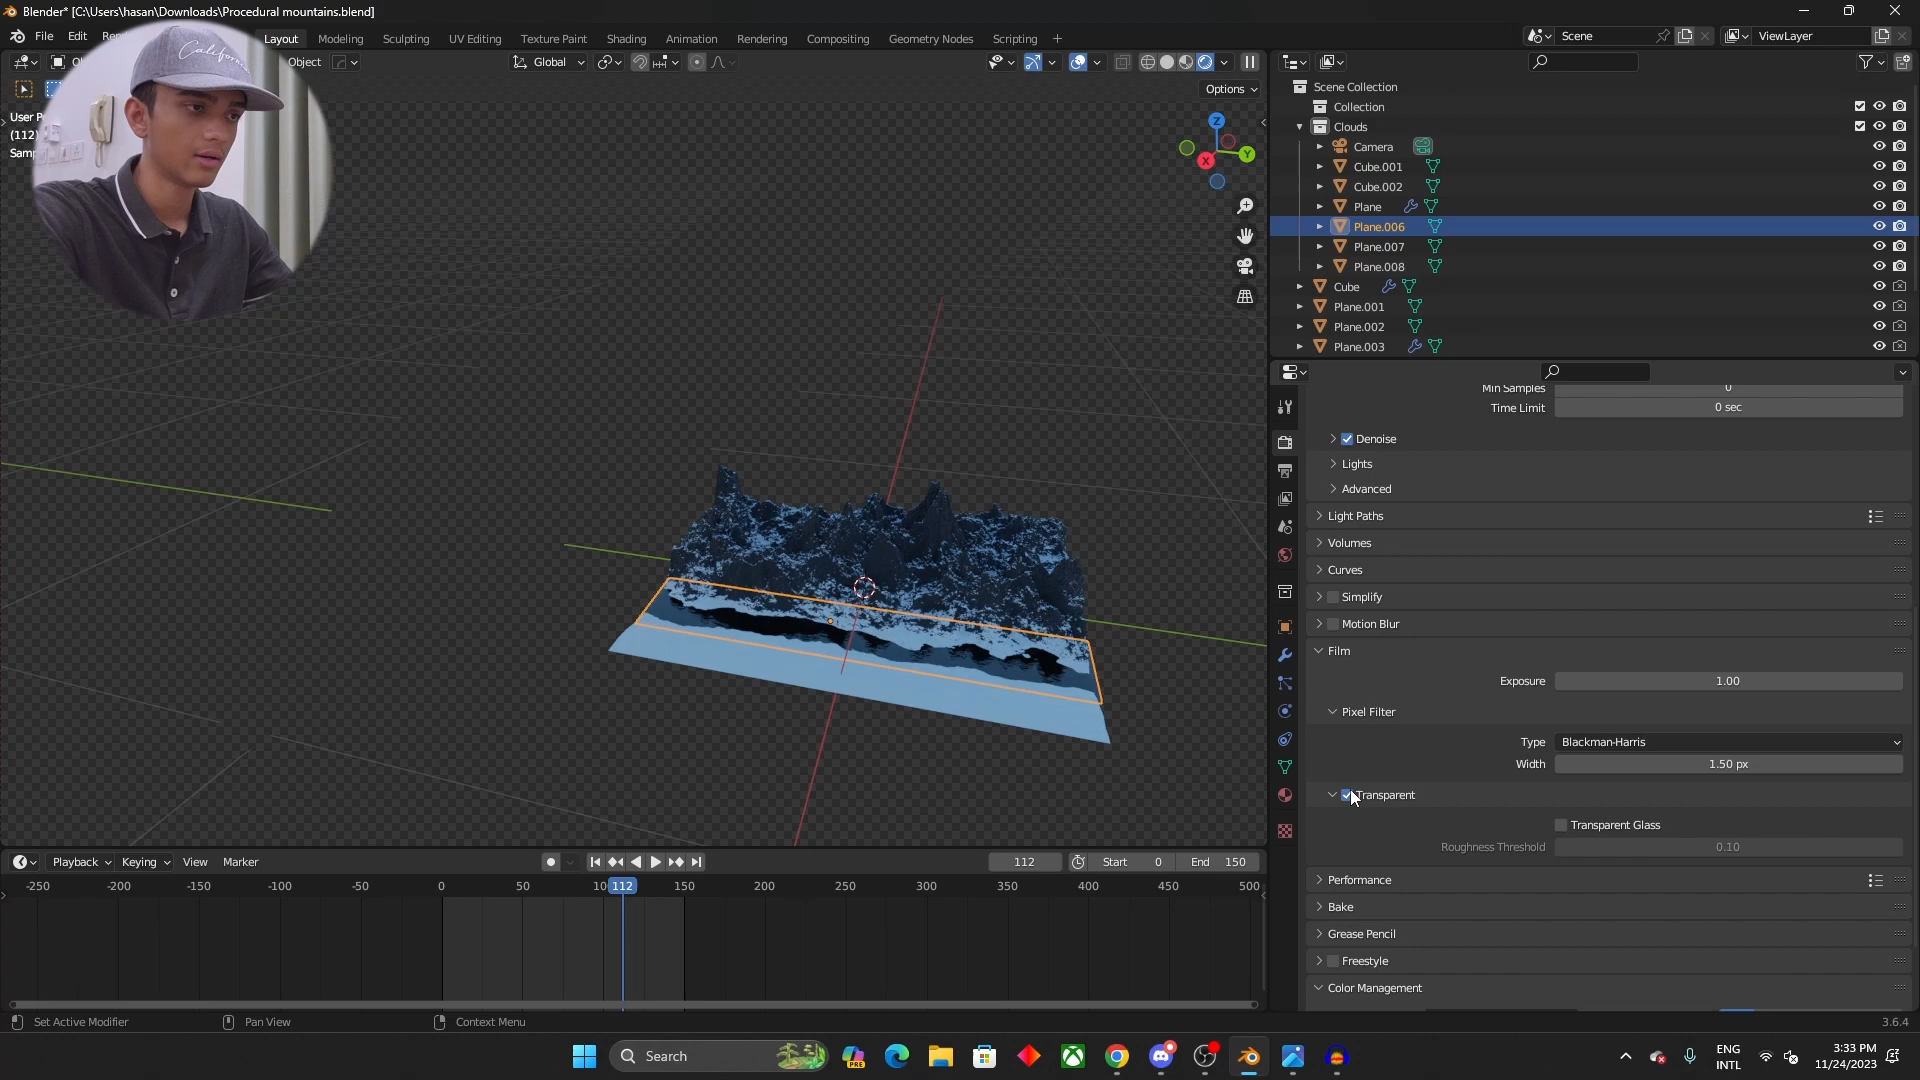 Blender* [C:\Users\hasan\Downloads\Procedural mountains.blend]
File Edit Layout Modeling Sculpting UV Editing Texture Paint Shading Animation Rendering Compositing Geometry Nodes Scripting + Scene ViewLayer
Object Global
Options
User
(112)
California
Z
Y
X
Scene Collection
Collection
Clouds
Camera
Cube.001
Cube.002
Plane
Plane.006
Plane.007
Plane.008
Cube
Plane.001
Plane.002
Plane.003
Min Samples 0
Time Limit 0 sec
Denoise
Lights
Advanced
Light Paths
Volumes
Curves
Simplify
Motion Blur
Film
Exposure 1.00
Pixel Filter
Type Blackman-Harris
Width 1.50 px
Transparent
Transparent Glass
Roughness Threshold 0.10
Performance
Bake
Grease Pencil
Freestyle
Color Management
Playback Keying View Marker 112 Start 0 End 150
-250 -200 -150 -100 -50 0 50 10 112 150 200 250 300 350 400 450 500
Set Active Modifier Pan View Context Menu 3.6.4
Search PRE ENG INTL 3:33 PM
11/24/2023